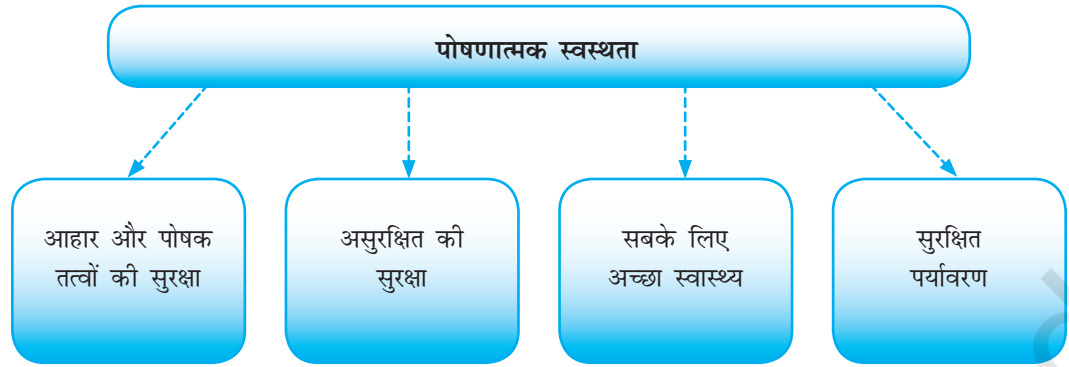 पोषणात्मक स्वस्थता
आहार और पोषक
तत्वों की सुरक्षा
असुरक्षित की
सुरक्षा
सबके लिए
अच्छा स्वास्थ्य
सुरक्षित
पर्यावरण